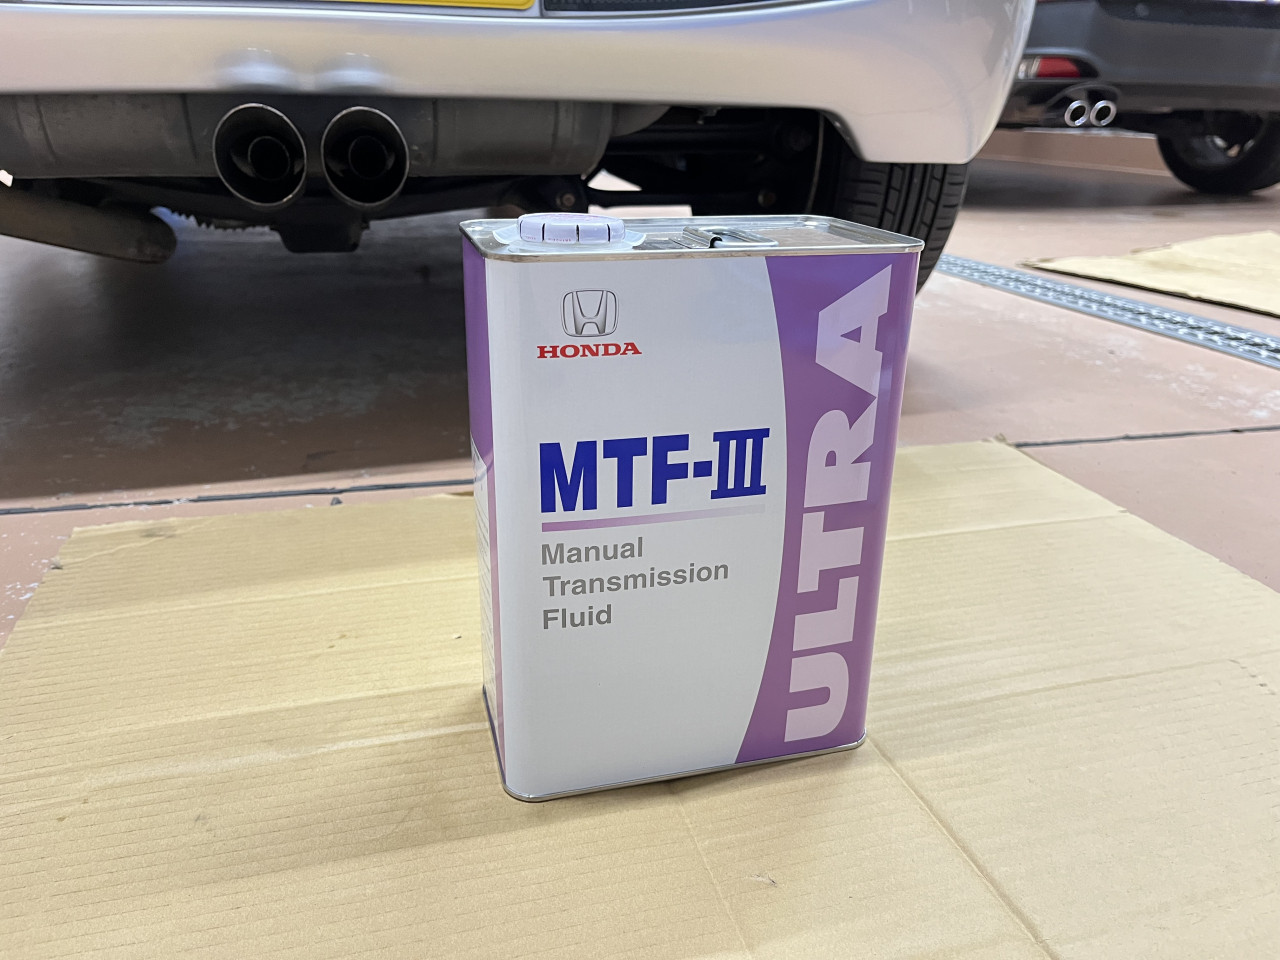 HONDA
MTF-III
Manual
Transmission
Fluid
ULTRA